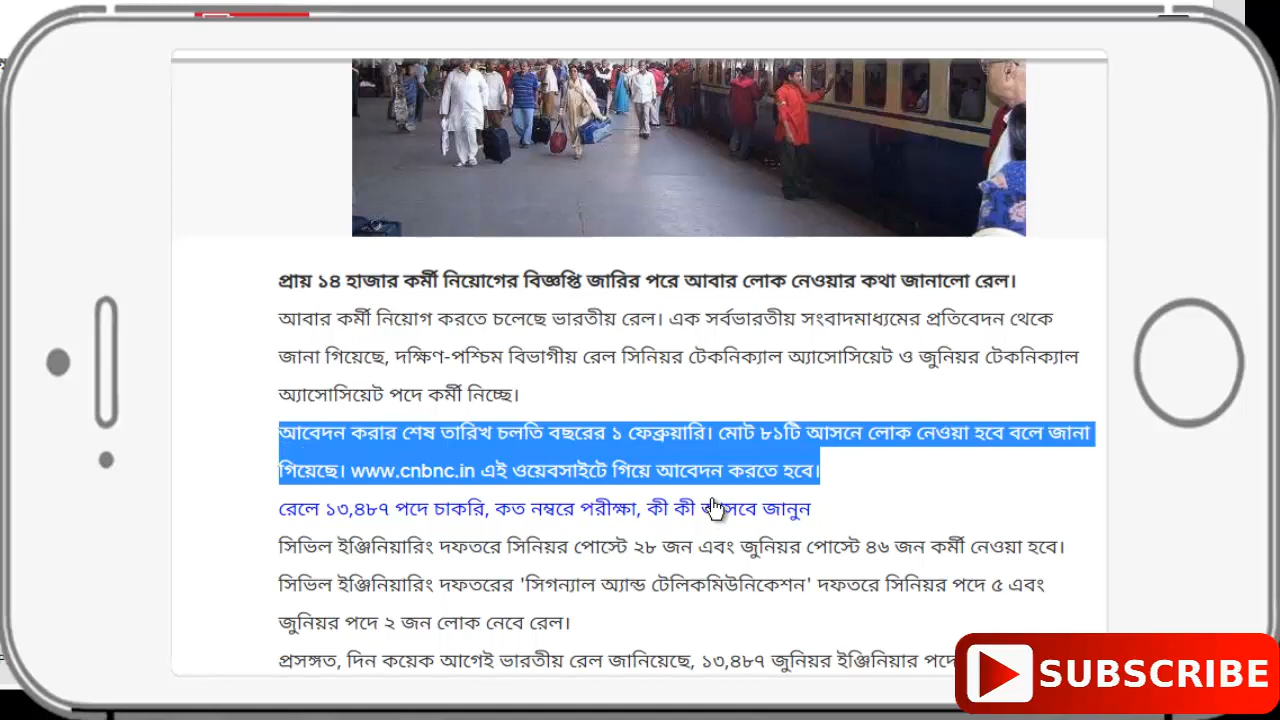 প্রায় ১৪ হাজার কর্মী নিয়োগের বিজ্ঞপ্তি জারির পরে আবার লোক নেওয়ার কথা জানালো রেল।
আবার কর্মী নিয়োগ করতে চলেছে ভারতীয় রেল। এক সর্বভারতীয় সংবাদমাধ্যমের প্রতিবেদন থেকে
জানা গিয়েছে, দক্ষিণ-পশ্চিম বিভাগীয় রেল সিনিয়র টেকনিক্যাল অ্যাসোসিয়েট ও জুনিয়র টেকনিক্যাল
অ্যাসোসিয়েট পদে কর্মী নিচ্ছে।
আবেদন করার শেষ তারিখ চলতি বছরের ১ ফেব্রুয়ারি। মোট ৮১টি আসনে লোক নেওয়া হবে বলে জানা
গিয়েছে। www.cnbnc.in এই ওয়েবসাইটে গিয়ে আবেদন করতে হবে।
রেলে ১৩,৪৮৭ পদে চাকরি, কত নম্বরে পরীক্ষা, কী কী জানুন
সিভিল ইঞ্জিনিয়ারিং দফতরে সিনিয়র পোস্টে ২৮ জন এবং জুনিয়র পোস্টে ৪৬ জন কর্মী নেওয়া হবে।
সিভিল ইঞ্জিনিয়ারিং দফতরের 'সিগন্যাল অ্যান্ড টেলিকমিউনিকেশন' দফতরে সিনিয়র পদে ৫ এবং
জুনিয়র পদে ২ জন লোক নেবে রেল।
প্রসঙ্গত, দিন কয়েক আগেই ভারতীয় রেল জানিয়েছে, ১৩,৪৮৭ জুনিয়র ইঞ্জিনিয়ার পদে
SUBSCRIBE